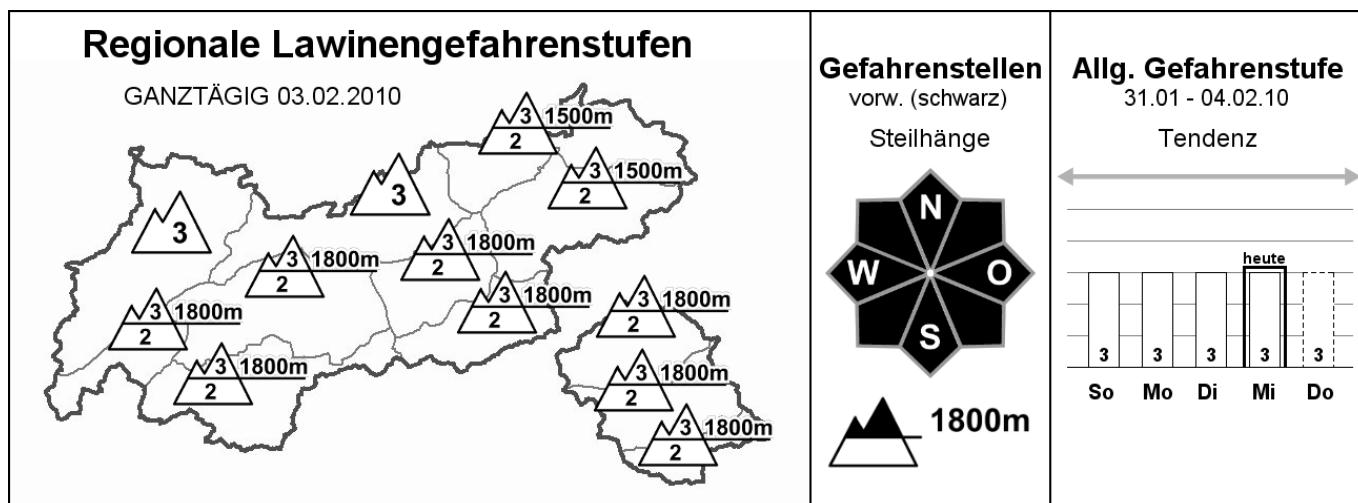 Regionale Lawinengefahrenstufen
GANZTÄGIG 03.02.2010
3 1500m
2
3 1500m
2
3
3
3 1800m
2
3 1800m
2
3 1800m
2
3 1800m
2
3 1800m
2
3 1800m
2
3 1800m
2
3 1800m
2
Gefahrenstellen
vorw. (schwarz)
Steilhänge
N
W O
S
1800m
Allg. Gefahrenstufe
31.01 - 04.02.10
Tendenz
heute
3 3 3 3 3
So Mo Di Mi Do